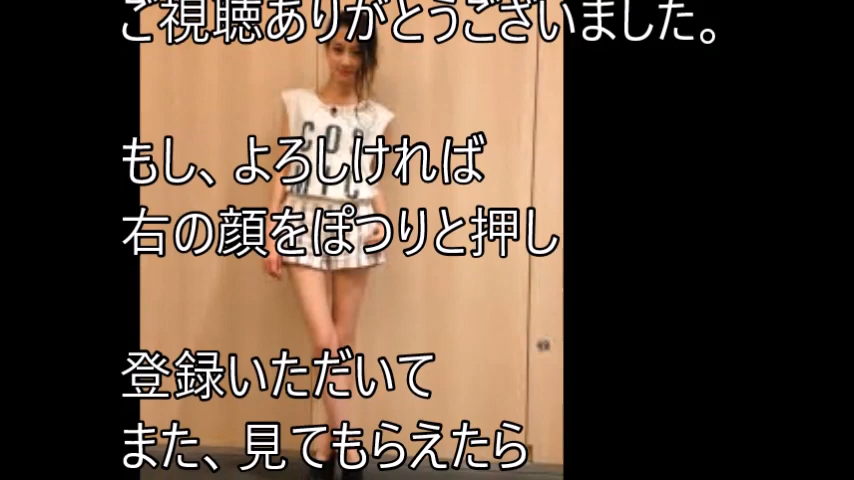 ご視聴ありがとうございました。
もし、よろしければ
右の顔をぽつりと押し
登録いただいて
また、見てもらえたら